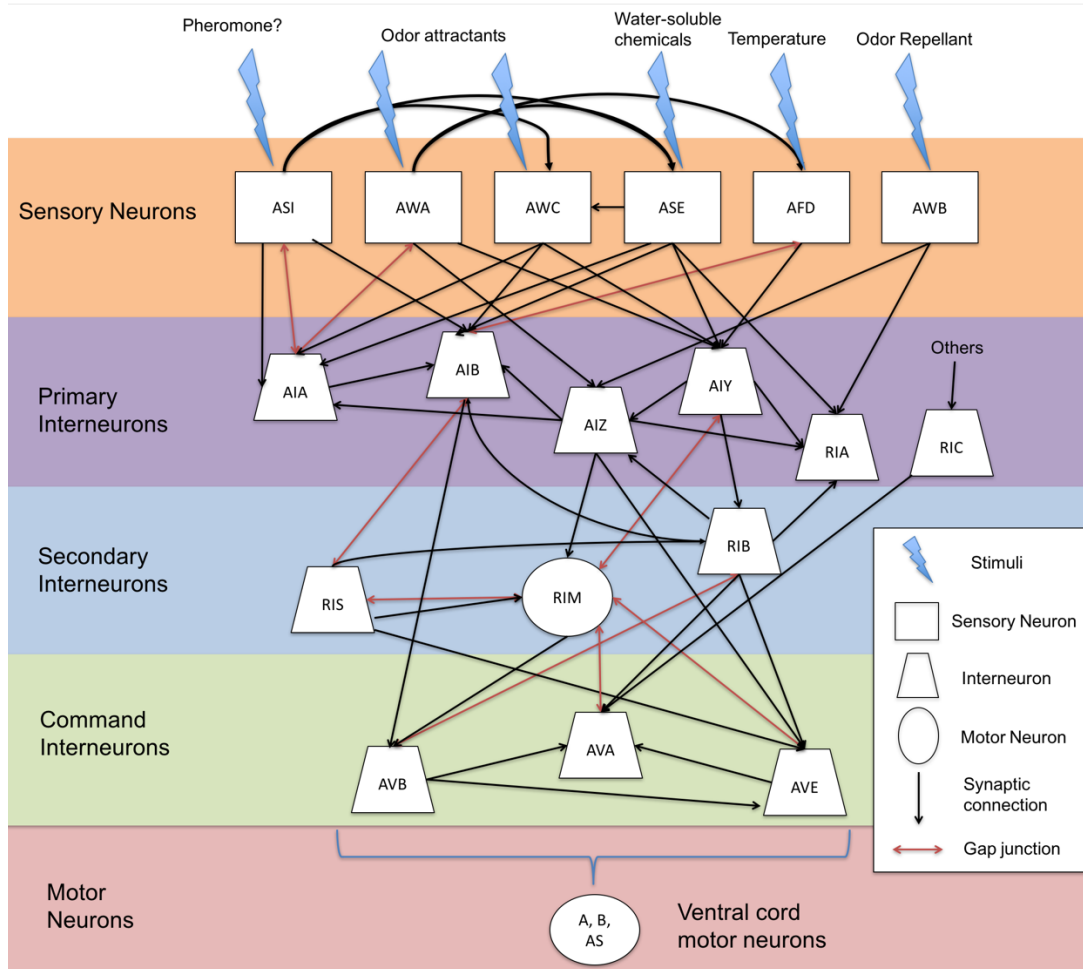 Pheromone?
Odor attractants
Water-soluble
chemicals
Temperature
Odor Repellant
Sensory Neurons
ASI
AWA
AWC
ASE
AFD
AWB
Primary
Interneurons
AIA
AIB
AIZ
AIY
RIA
Others
RIC
Secondary
Interneurons
RIS
RIM
RIB
Command
Interneurons
AVB
AVA
AVE
Motor
Neurons
A, B,
AS
Ventral cord
motor neurons
Stimuli
Sensory Neuron
Interneuron
Motor Neuron
Synaptic
connection
Gap junction